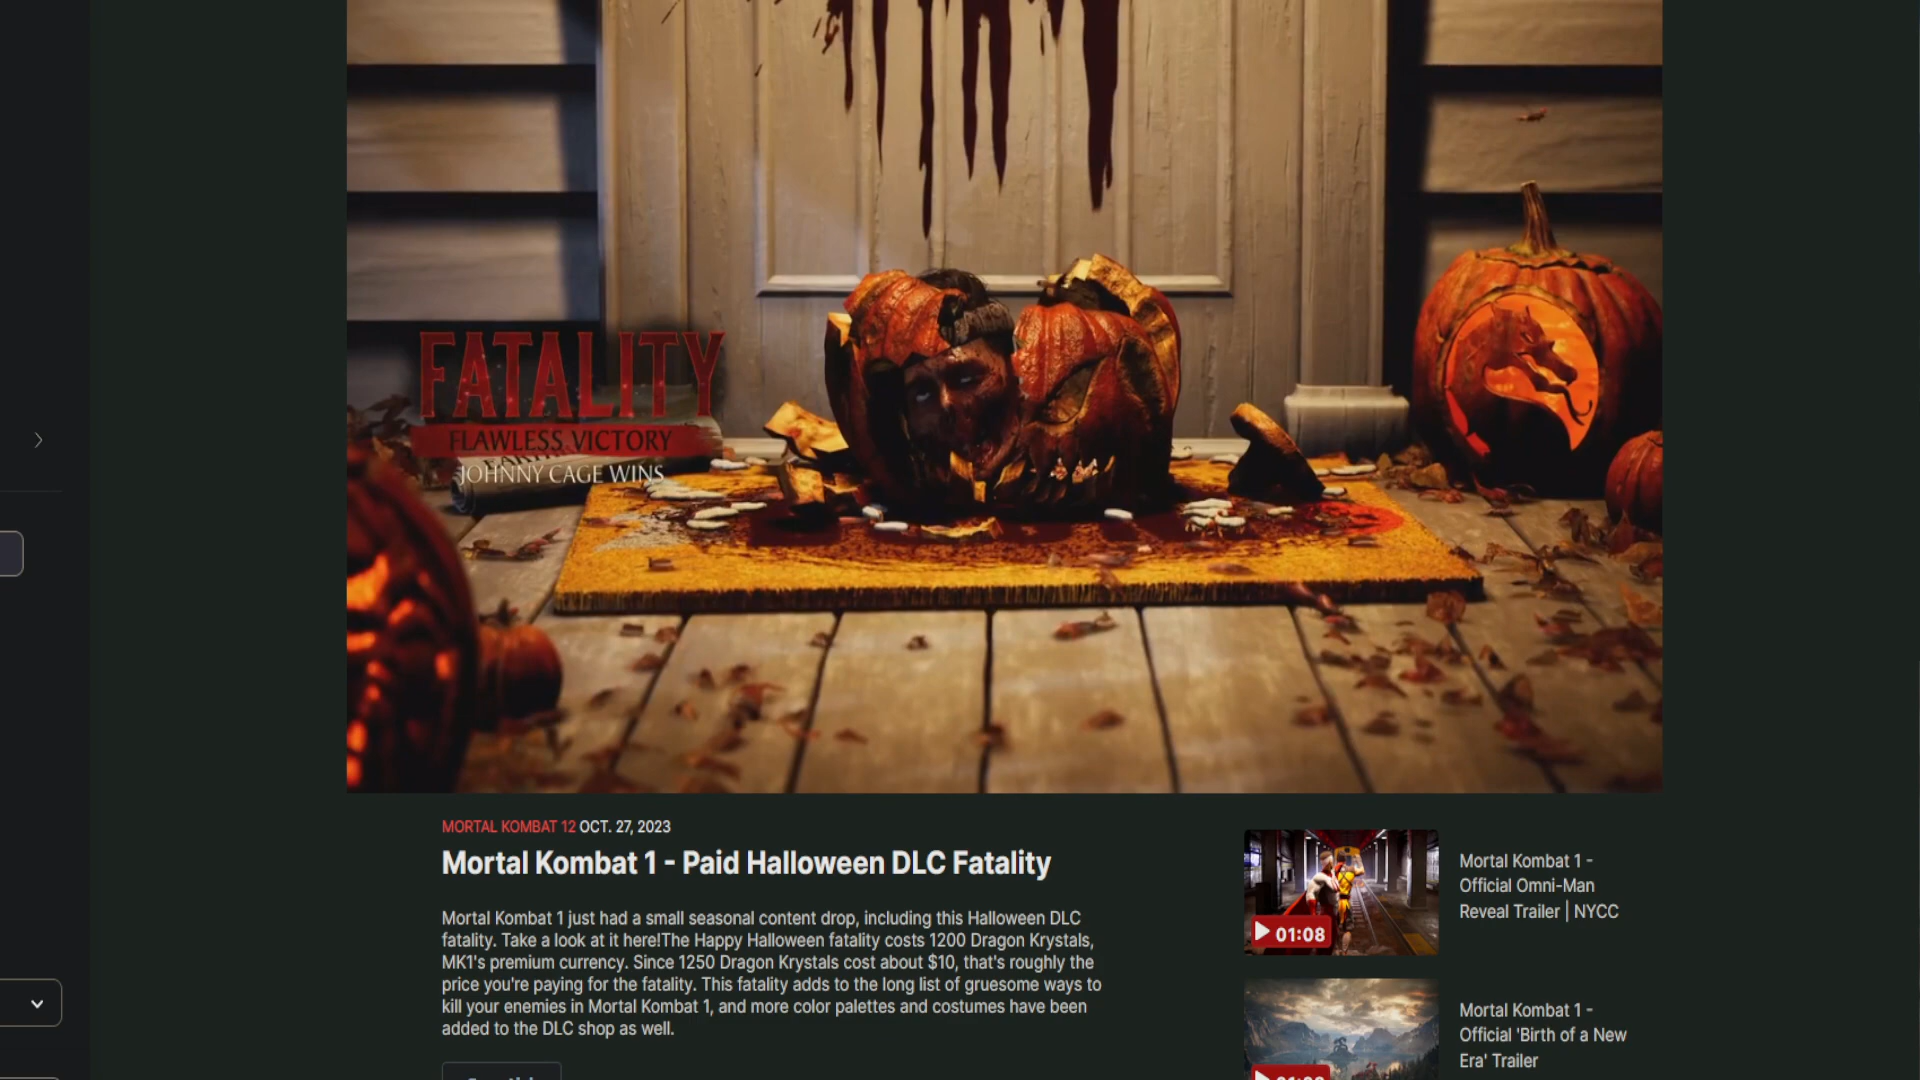 FATALITY
FLAWLESS VICTORY
JOHNNY CAGE WINS
MORTAL KOMBAT 12 OCT. 27, 2023
Mortal Kombat 1 - Paid Halloween DLC Fatality
Mortal Kombat 1 just had a small seasonal content drop, including this Halloween DLC
fatality. Take a look at it here!The Happy Halloween fatality costs 1200 Dragon Krystals,
MK1's premium currency. Since 1250 Dragon Krystals cost about $10, that's roughly the
price you're paying for the fatality. This fatality adds to the long list of gruesome ways to
kill your enemies in Mortal Kombat 1, and more color palettes and costumes have been
added to the DLC shop as well.
01:08
Mortal Kombat 1 -
Official Omni-Man
Reveal Trailer | NYCC
Mortal Kombat 1 -
Official 'Birth of a New
Era' Trailer